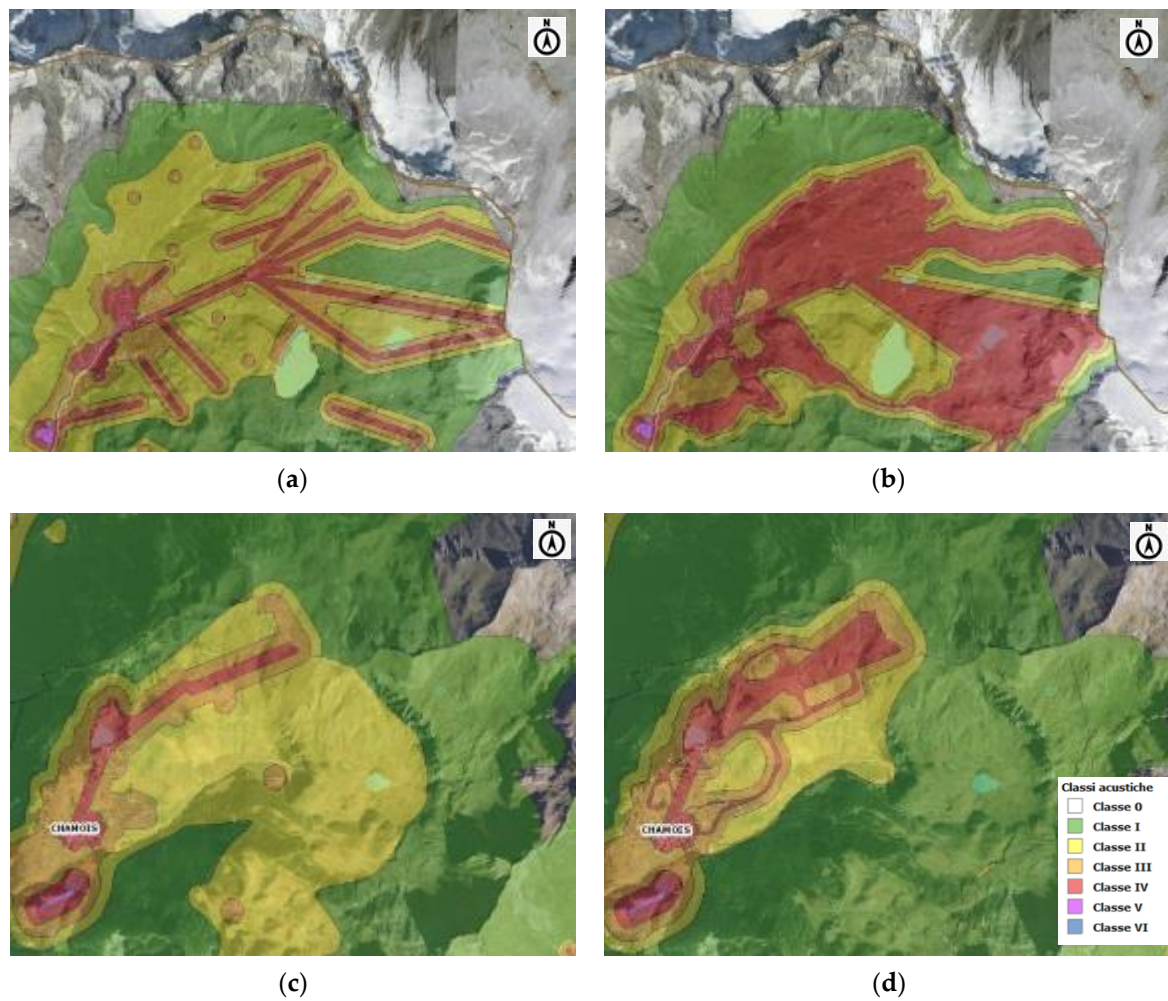 N
N
(a)
(b)
N
N
CHAMOIS
CHAMOIS
Classi acustiche
Classe 0
Classe I
Classe II
Classe III
Classe IV
Classe V
Classe VI
(c)
(d)